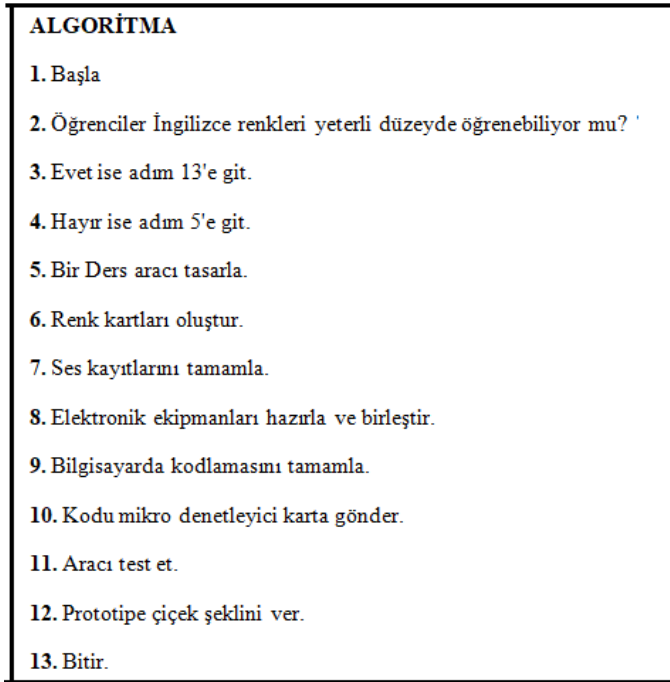 ALGORİTMA
1. Başla
2. Öğrenciler İngilizce renkleri yeterli düzeyde öğrenebiliyor mu? '
3. Evet ise adım 13'e git.
4. Hayır ise adım 5'e git.
5. Bir Ders aracı tasarla.
6. Renk kartları oluştur.
7. Ses kayıtlarını tamamla.
8. Elektronik ekipmanları hazırla ve birleştir.
9. Bilgisayarda kodlamasını tamamla.
10. Kodu mikro denetleyici karta gönder.
11. Aracı test et.
12. Prototipe çiçek şeklini ver.
13. Bitir.